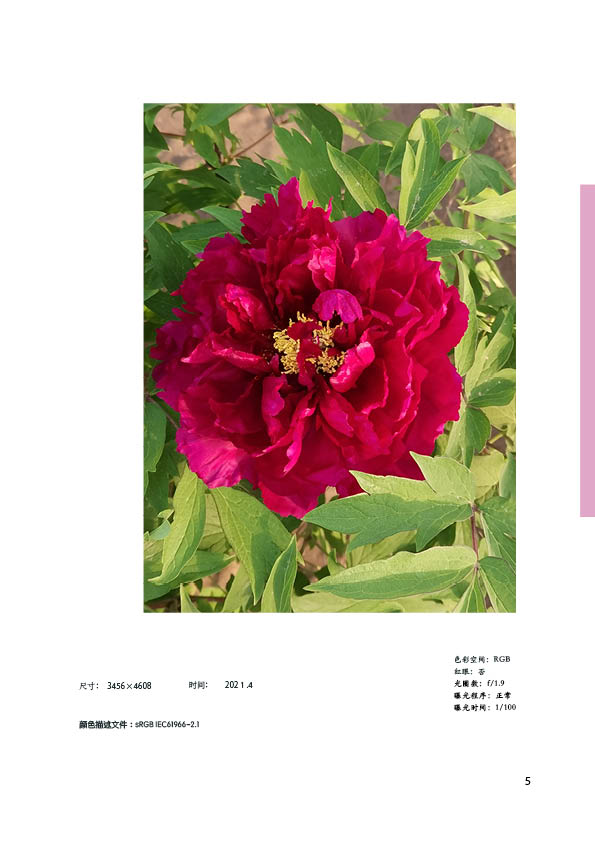 尺寸： 3456×4608 时间： 2021.4
颜色描述文件：sRGB IEC61966-2.1
色彩空间：RGB
红眼：否
光圈数：f/1.9
曝光程序：正常
曝光时间：1/100
5